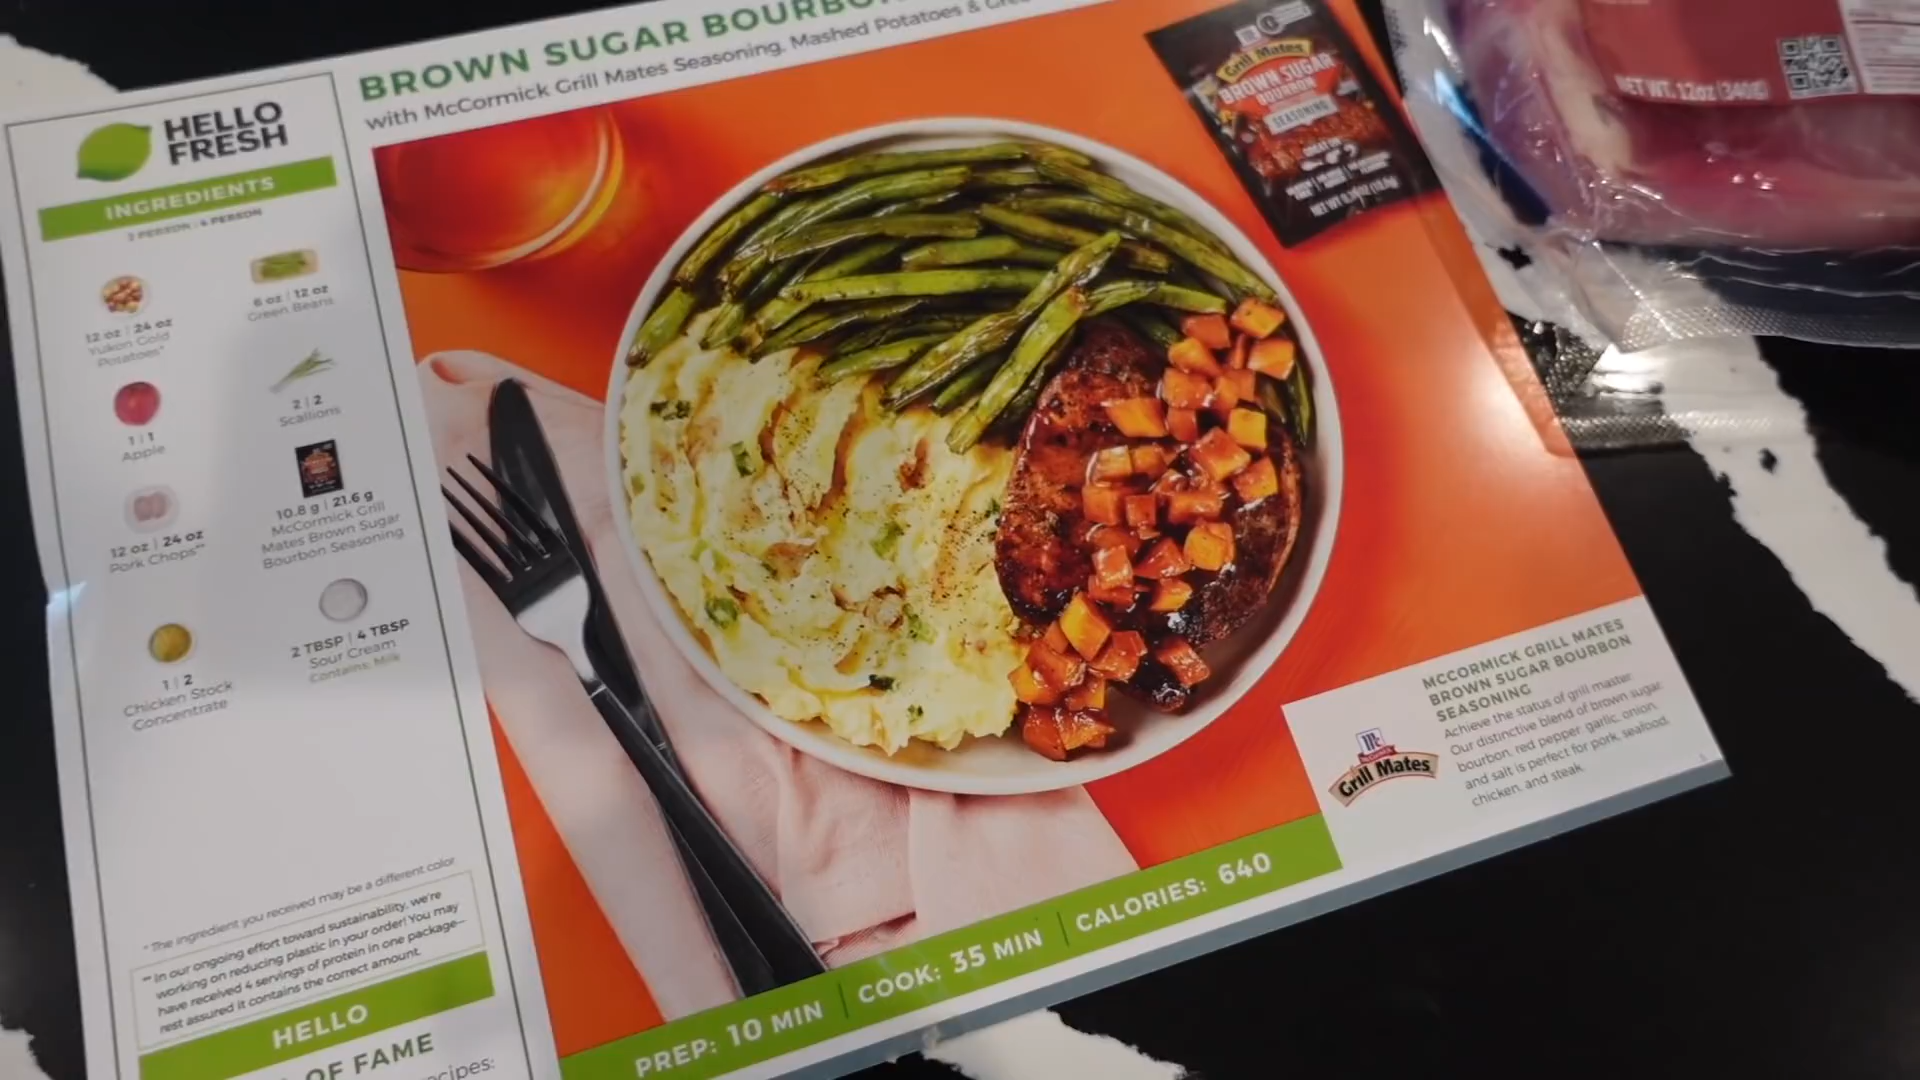 BROWN SUGAR
with McCormick Grill Mates Seasoning, Mashed Potatoes &
HELLO
FRESH
INGREDIENTS
2 PERSON | 4 PERSON
12 oz | 24 oz
Yukon Gold
Potatoes*
6 oz | 12 oz
Green Beans
1 | 1
Apple
2 | 2
Scallions
12 oz | 24 oz
Pork Chops**
10.8 g | 21.6 g
McCormick Grill
Mates Brown Sugar
Bourbon Seasoning
1 | 2
Chicken Stock
Concentrate
2 TBSP | 4 TBSP
Sour Cream
Contains: Milk
* The ingredient you received may be a different color
** In our ongoing effort toward sustainability, we're
working on reducing plastic in your order! You may
have received 4 servings of protein in one package—
rest assured it contains the correct amount.
HELLO
OF FAME
Grill Mates
BROWN SUGAR
BOURBON
SEASONING
GREAT ON
NET WT. 12oz (340g)
MCCORMICK GRILL MATES
BROWN SUGAR BOURBON
SEASONING
Achieve the status of grill master.
Our distinctive blend of brown sugar,
bourbon, red pepper, garlic, onion,
and salt is perfect for pork, seafood,
chicken, and steak.
Grill Mates
PREP: 10 MIN | COOK: 35 MIN | CALORIES: 640